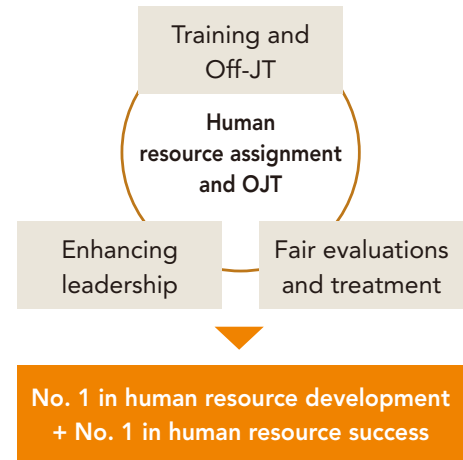 Training and
Off-JT
Human
resource assignment
and OJT
Enhancing
leadership
Fair evaluations
and treatment
No. 1 in human resource development
+ No. 1 in human resource success